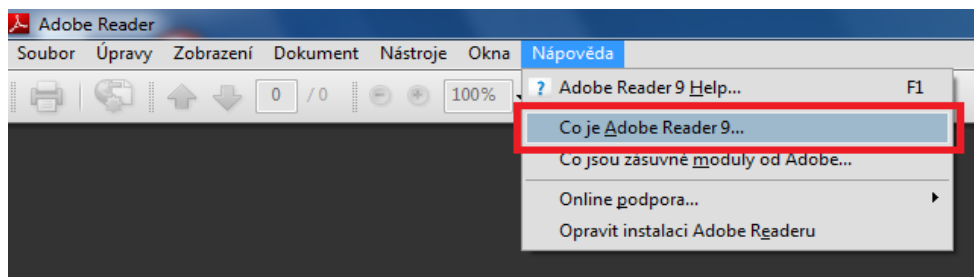 Adobe Reader
Soubor Úpravy Zobrazení Dokument Nástroje Okna Nápověda
0 / 0 100%
? Adobe Reader 9 Help... F1
Co je Adobe Reader 9...
Co jsou zásuvné moduly od Adobe...
Online podpora...
Opravit instalaci Adobe Readeru